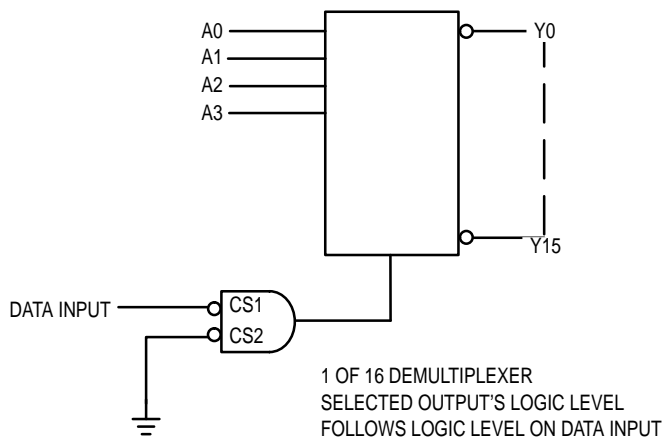 A0
A1
A2
A3
Y0
Y15
DATA INPUT
CS1
CS2
1 OF 16 DEMULTIPLEXER
SELECTED OUTPUT'S LOGIC LEVEL
FOLLOWS LOGIC LEVEL ON DATA INPUT